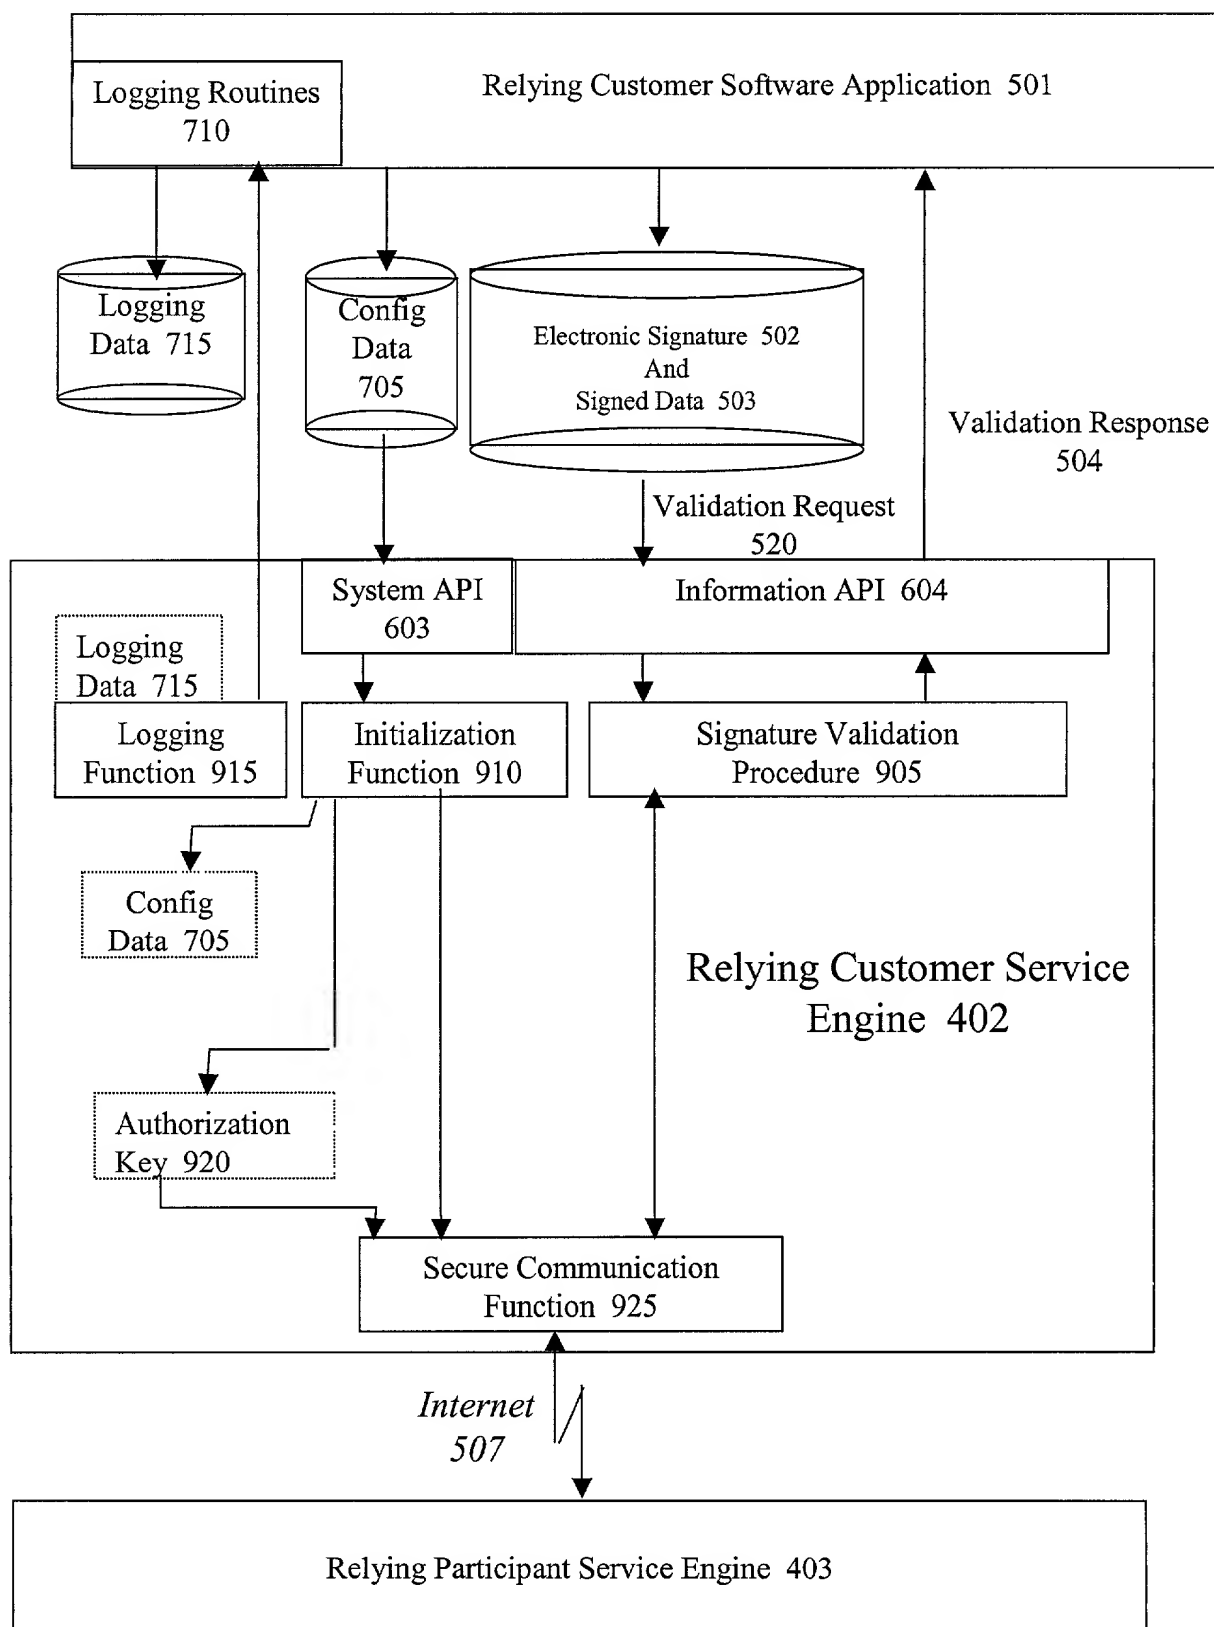 Relying Customer Software Application 501
Logging Routines
710
Logging
Data 715
Config
Data
705
Electronic Signature 502
And
Signed Data 503
Validation Response
504
Validation Request
520
System API
603
Information API 604
Logging
Data 715
Logging
Function 915
Initialization
Function 910
Signature Validation
Procedure 905
Config
Data 705
Relying Customer Service
Engine 402
Authorization
Key 920
Secure Communication
Function 925
Internet
507
Relying Participant Service Engine 403